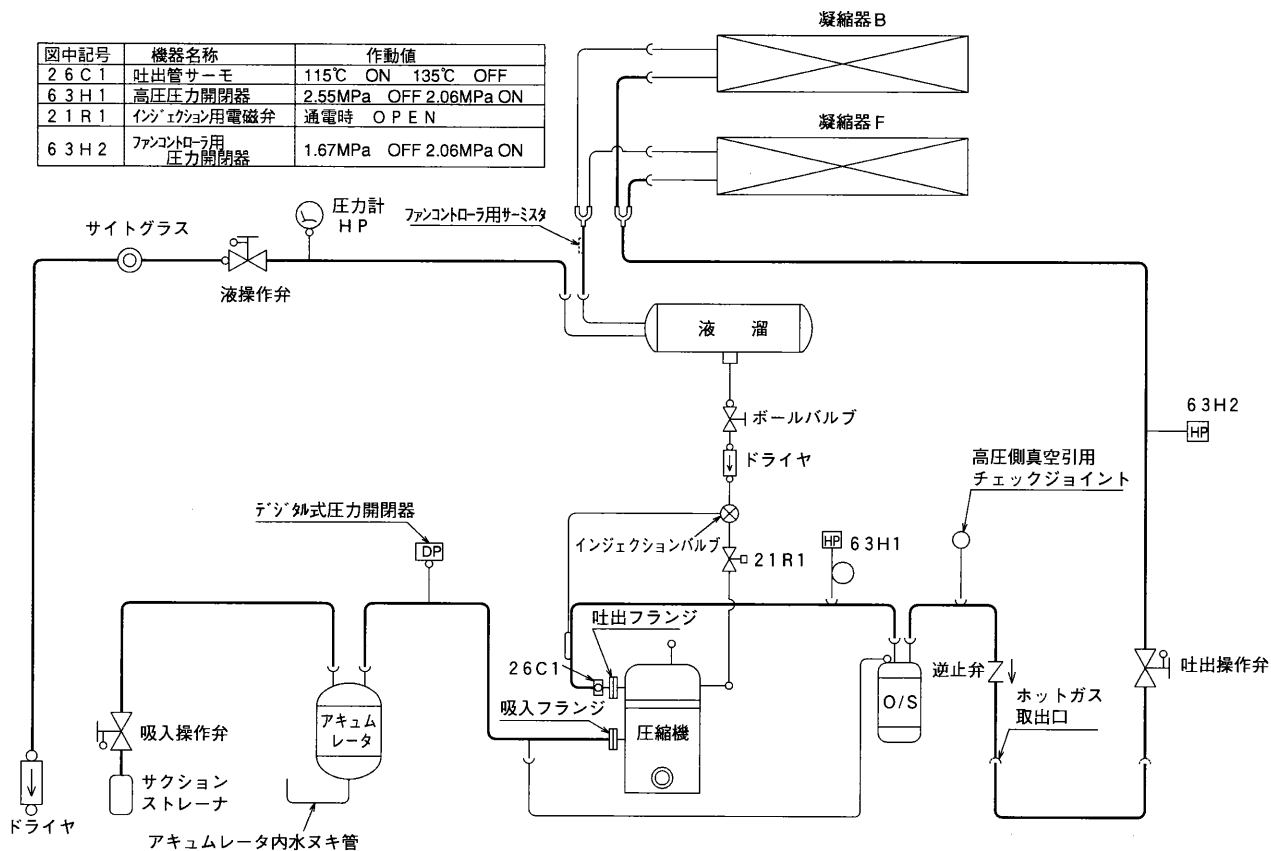 図中記号 機器名称 作動値
26C1 吐出管サーモ 115℃ ON 135℃ OFF
63H1 高圧圧力開閉器 2.55MPa OFF 2.06MPa ON
21R1 インジェクション用電磁弁 通電時 OPEN
63H2 ファンコントローラ用
圧力開閉器 1.67MPa OFF 2.06MPa ON
凝縮器B
凝縮器F
サイトグラス
圧力計
HP
ファンコントローラ用サーミスタ
液操作弁
液溜
ボールバルブ
ドライヤ
63H2
HP
高圧側真空引用
チェックジョイント
デジタル式圧力開閉器
DP
インジェクションバルブ
21R1
HP
63H1
吐出フランジ
26C1
吸入フランジ
圧縮機
O/S
逆止弁
ホットガス
取出口
吐出操作弁
アキュム
レータ
吸入操作弁
サクション
ストレーナ
ドライヤ
アキュムレータ内水ヌキ管